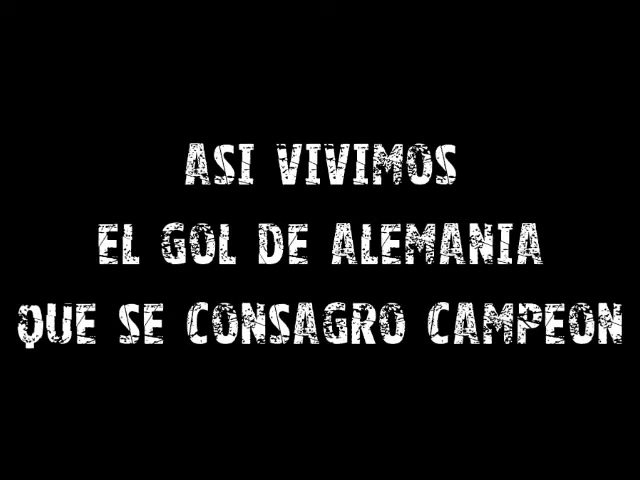 ASI VIVIMOS
EL GOL DE ALEMANIA
QUE SE CONSAGRO CAMPEON